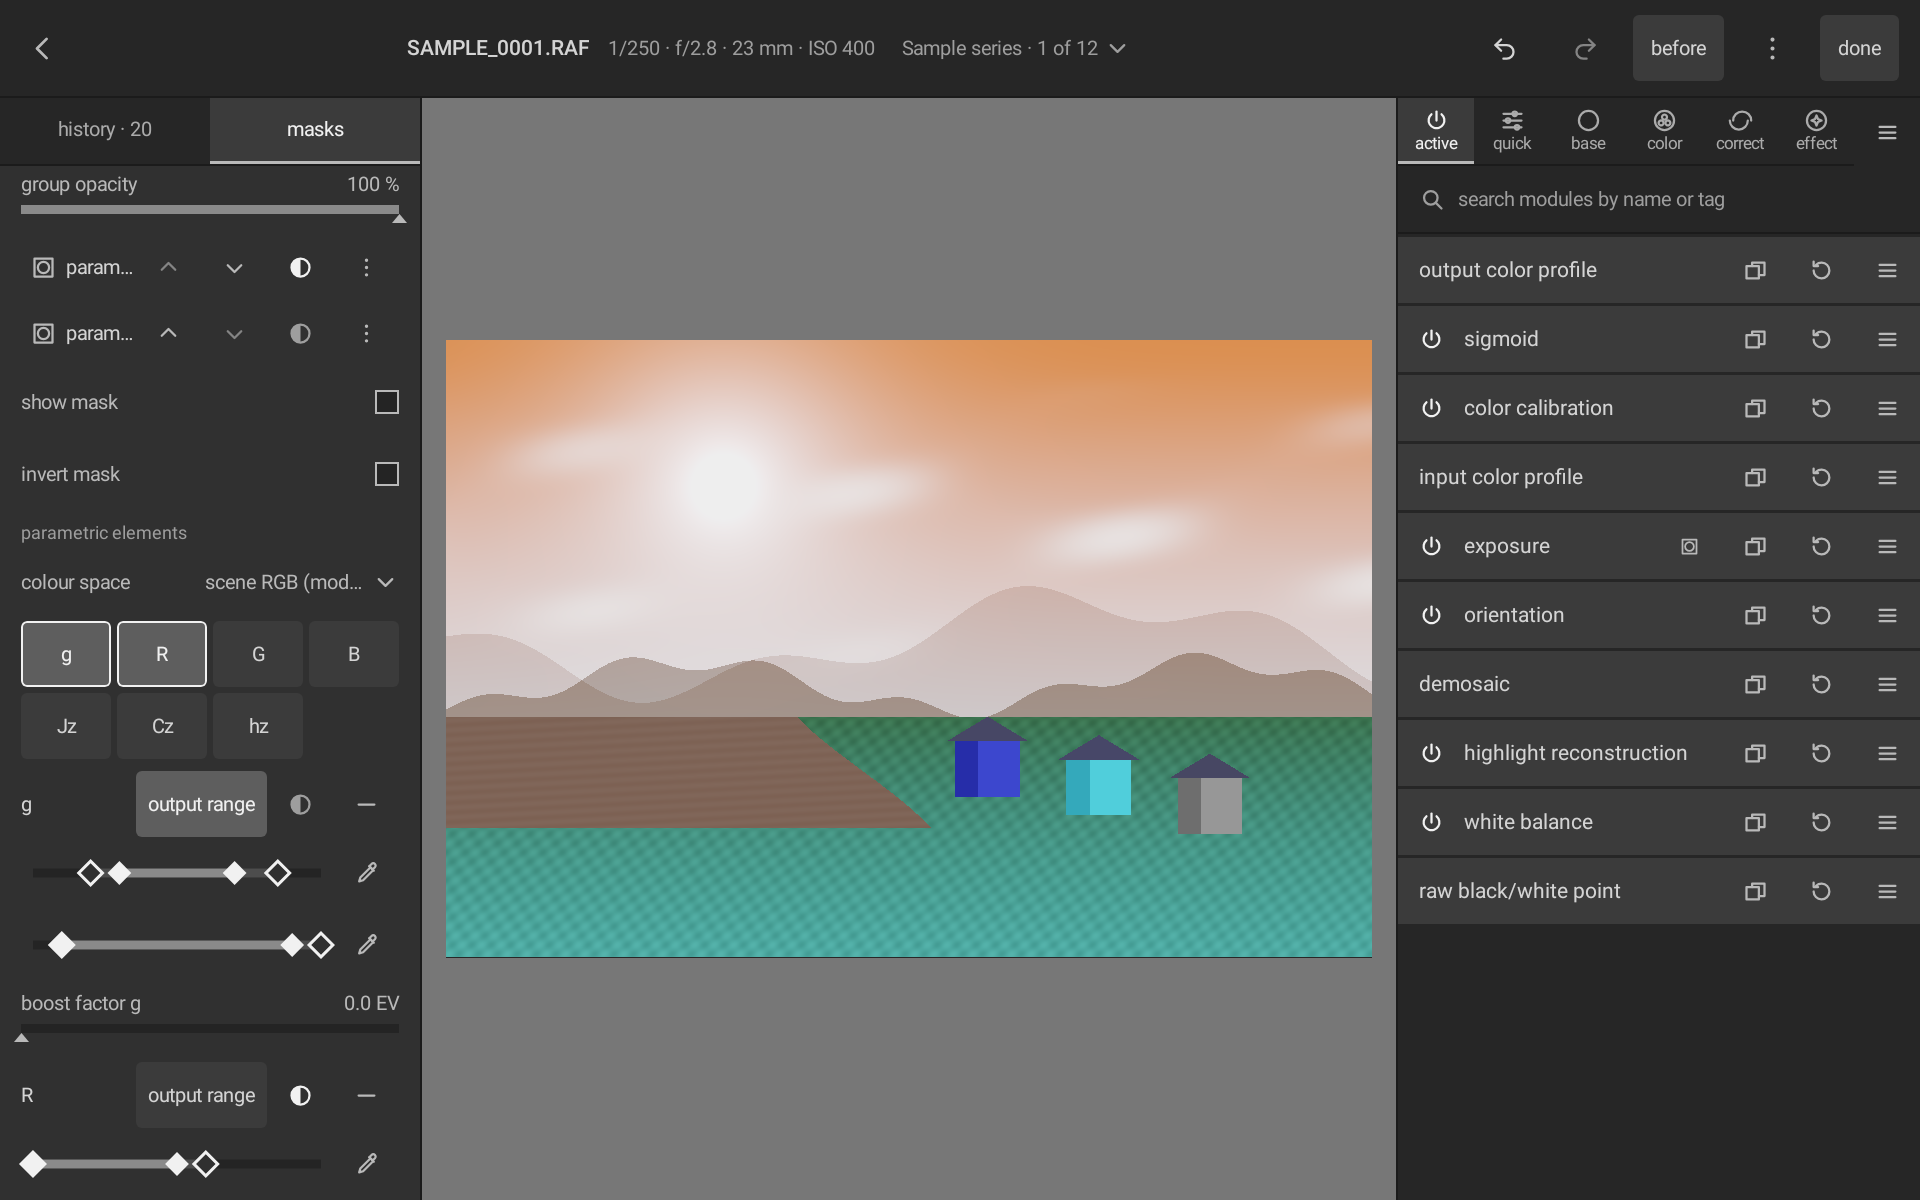 SAMPLE_0001.RAF 1/250 · f/2.8 · 23 mm · ISO 400 Sample series · 1 of 12
before
done
history · 20
masks
group opacity 100 %
param...
param...
show mask
invert mask
parametric elements
colour space scene RGB (mod...
g R G B
Jz Cz hz
g output range
boost factor g 0.0 EV
R output range
active quick base color correct effect
search modules by name or tag
output color profile
sigmoid
color calibration
input color profile
exposure
orientation
demosaic
highlight reconstruction
white balance
raw black/white point